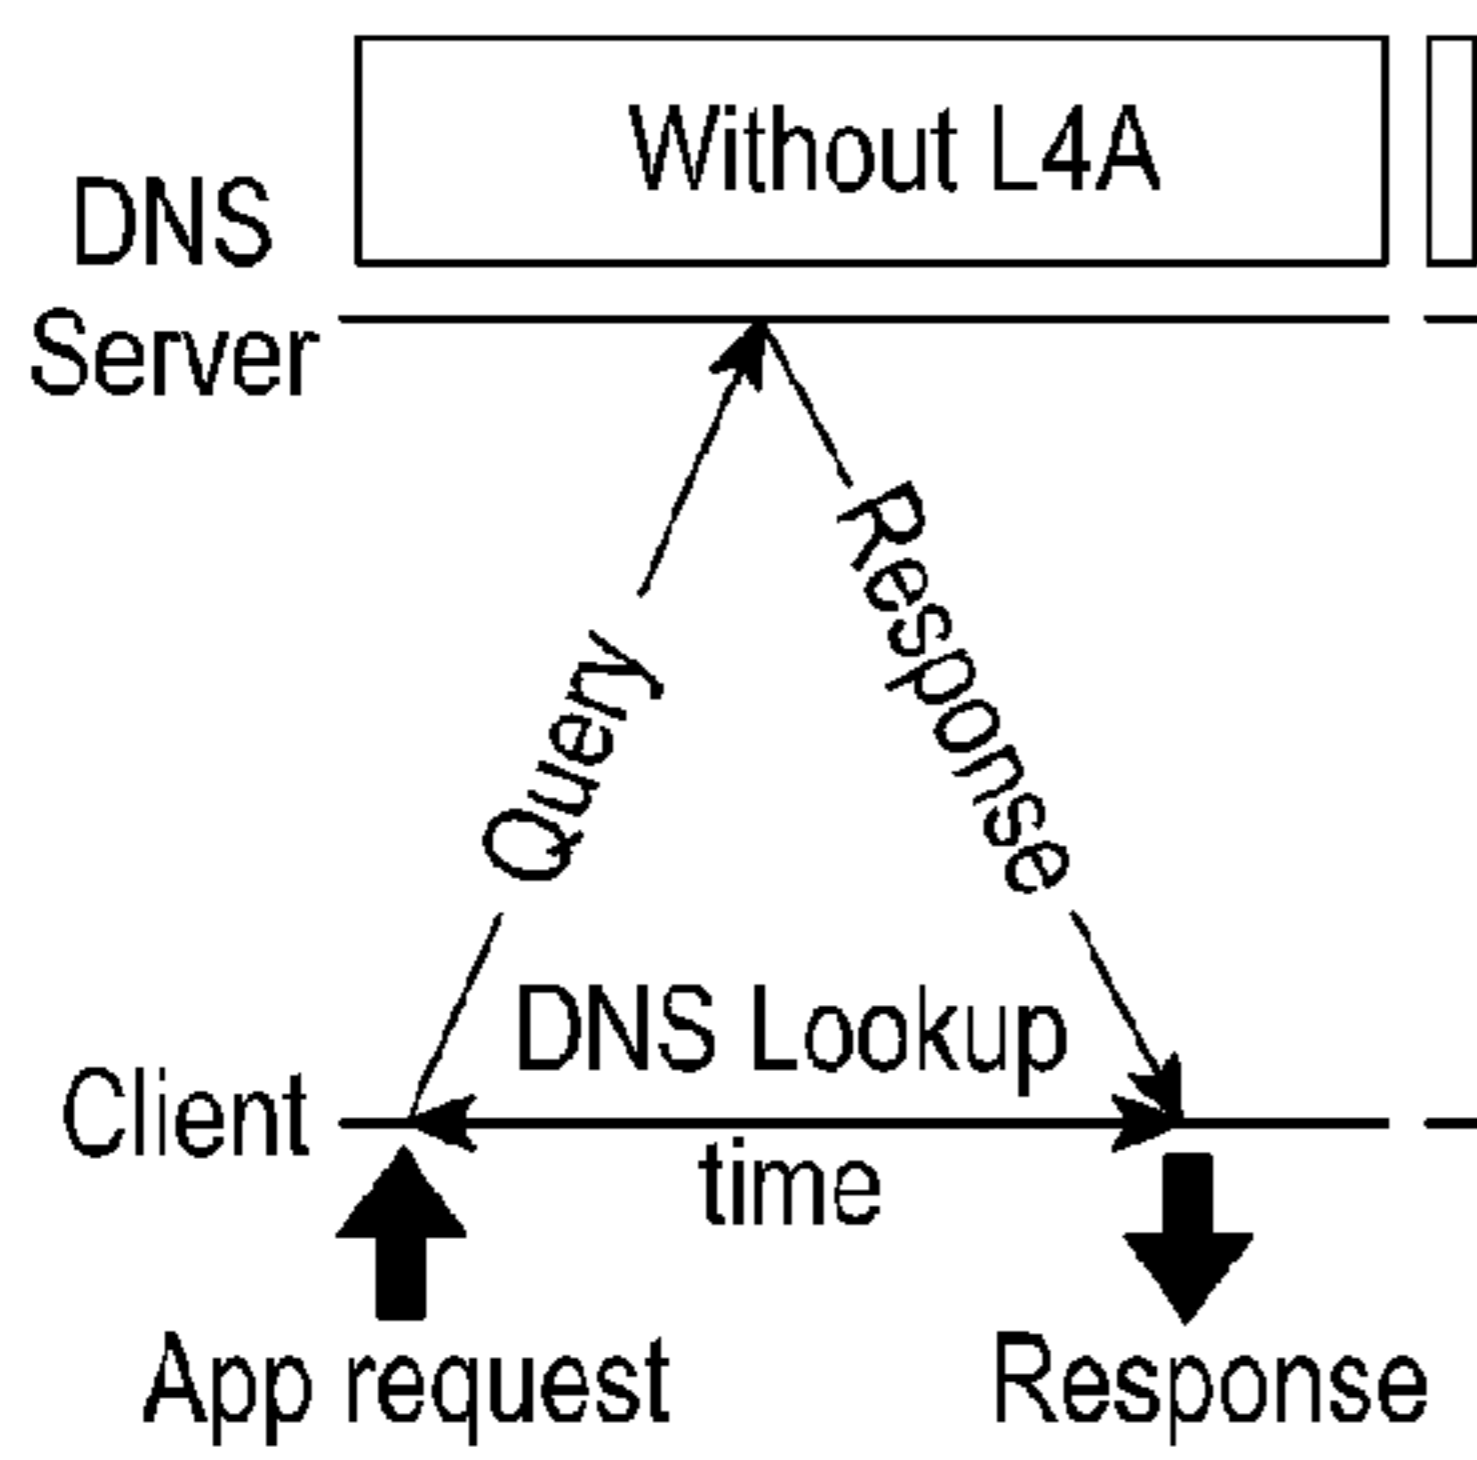 Without L4A
DNS
Server
Query
Response
DNS Lookup
Client
time
App request
Response